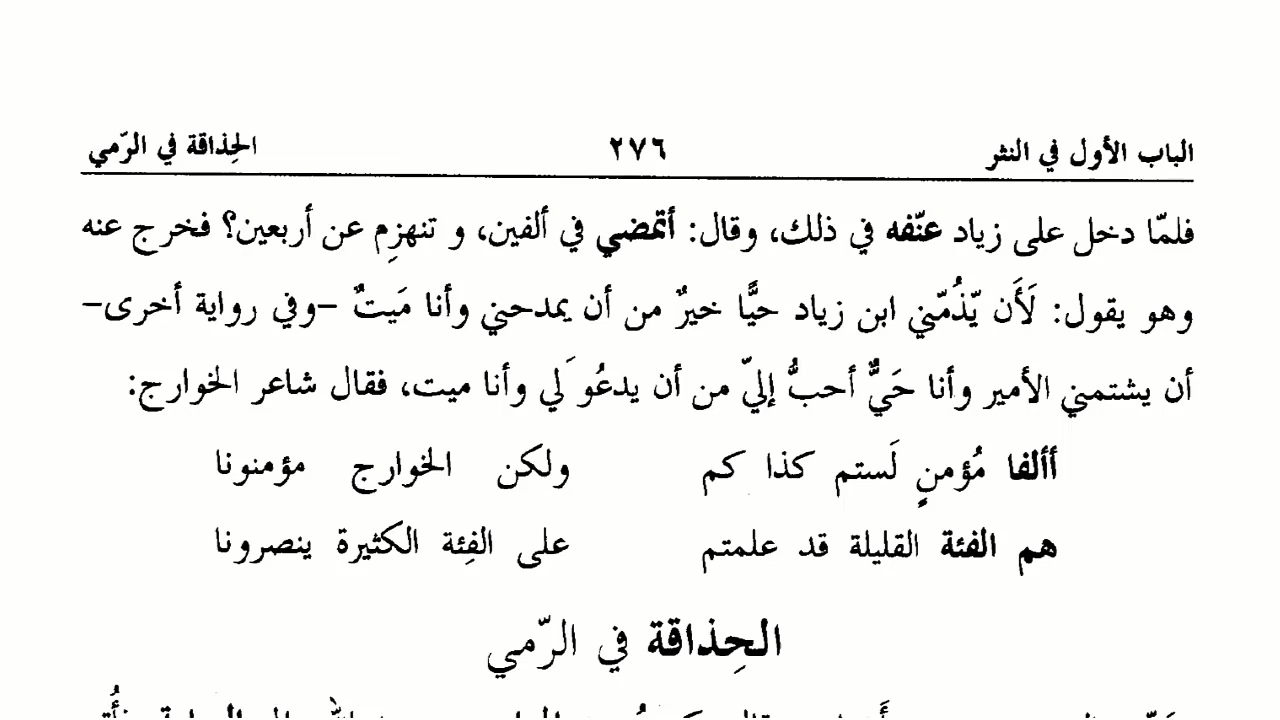 الباب الأول في النثر ٢٧٦ الحِذاقة في الرّمي
فلمّا دخل على زياد عنّفه في ذلك، وقال: أتمضي في ألفين، و تنهزِم عن أربعين؟ فخرج عنه
وهو يقول: لَأَن يّذُمّني ابن زياد حيًّا خيرٌ من أن يمدحني وأنا مَيتٌ –وفي رواية أخرى–
أن يشتمني الأمير وأنا حَيٌّ أحبُّ إليّ من أن يدعُوَ لي وأنا ميت، فقال شاعر الخوارج:
أألفا مُؤمنٍ لَستم كذا كم ولكن الخوارج مؤمنونا
هم الفئة القليلة قد علمتم على الفِئة الكثيرة ينصرونا
الحِذاقة في الرّمي